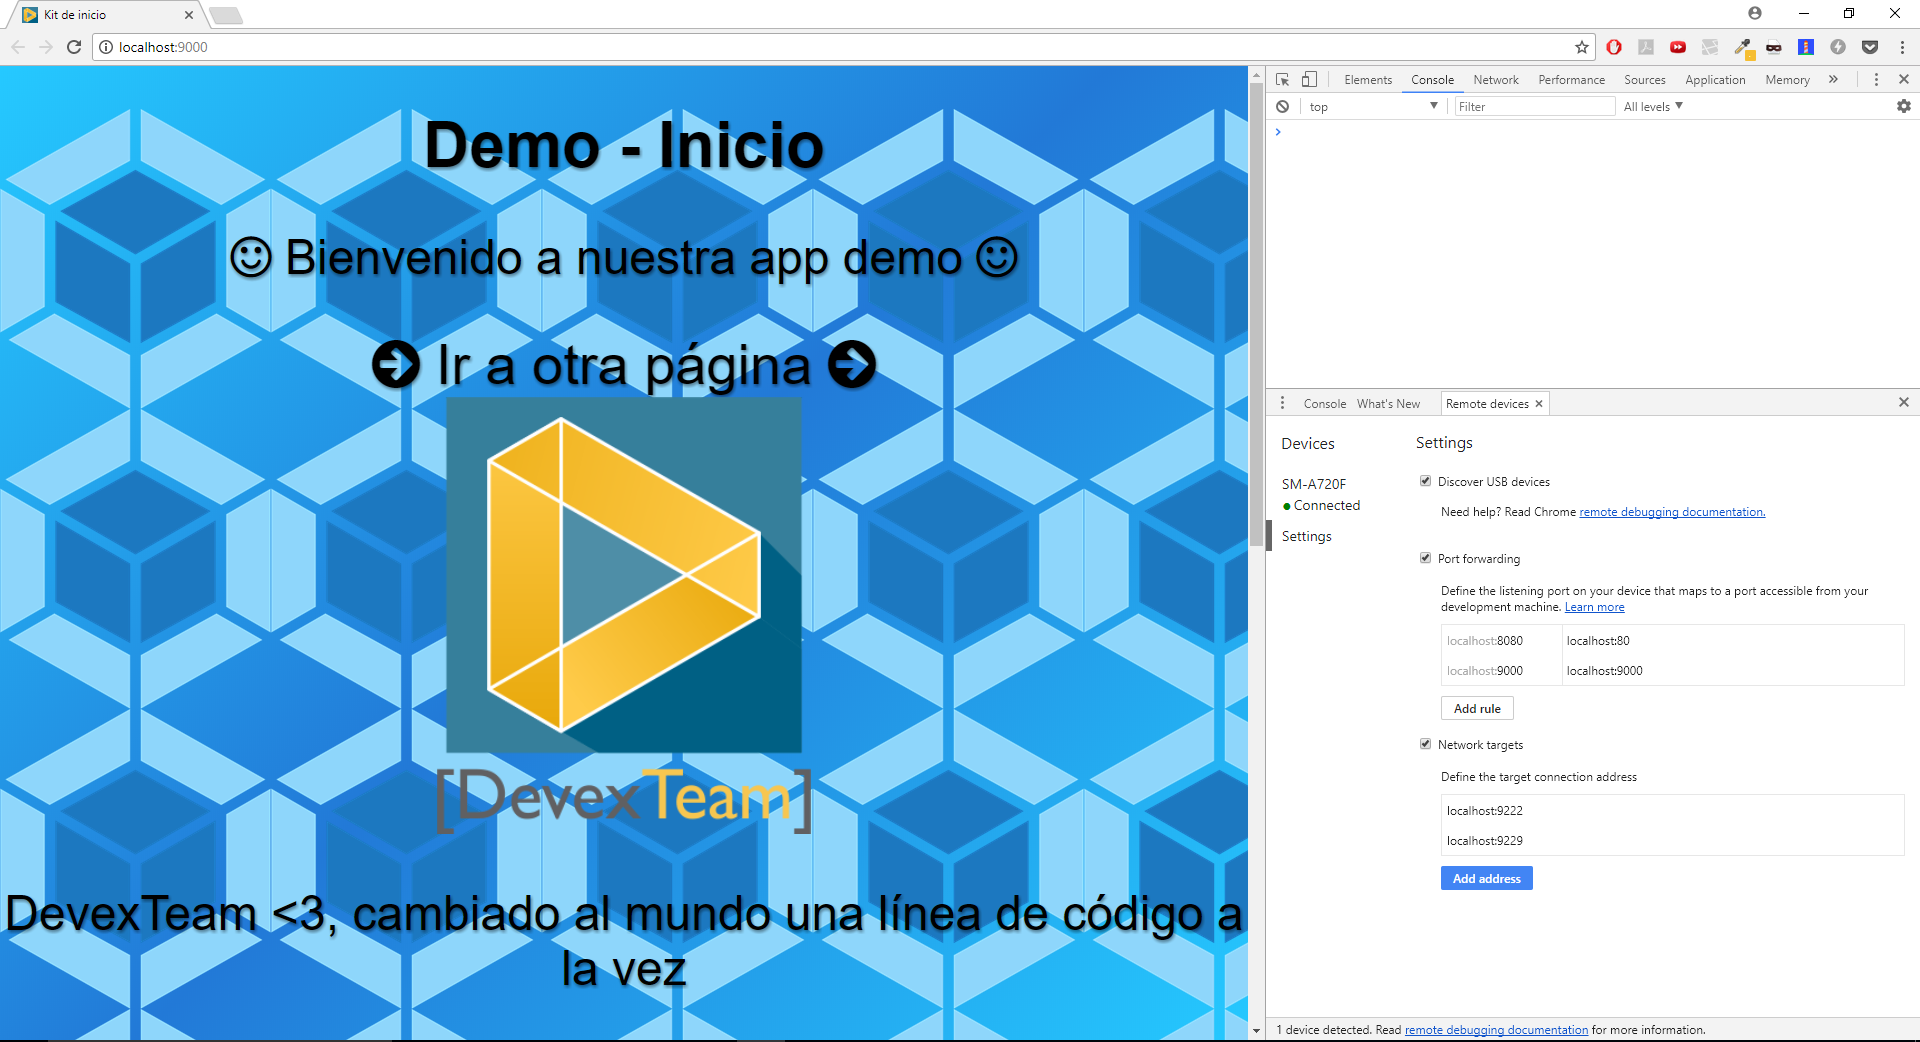 Kit de inicio
localhost:9000
Demo - Inicio
Bienvenido a nuestra app demo
Ir a otra página
[DevexTeam]
DevexTeam <3, cambiado al mundo una línea de código a
la vez
Elements Console Network Performance Sources Application Memory »
top Filter All levels
Console What's New Remote devices
Devices
SM-A720F
Connected
Settings
Settings
Discover USB devices
Need help? Read Chrome remote debugging documentation.
Port forwarding
Define the listening port on your device that maps to a port accessible from your
development machine. Learn more
localhost:8080 localhost:80
localhost:9000 localhost:9000
Add rule
Network targets
Define the target connection address
localhost:9222
localhost:9229
Add address
1 device detected. Read remote debugging documentation for more information.